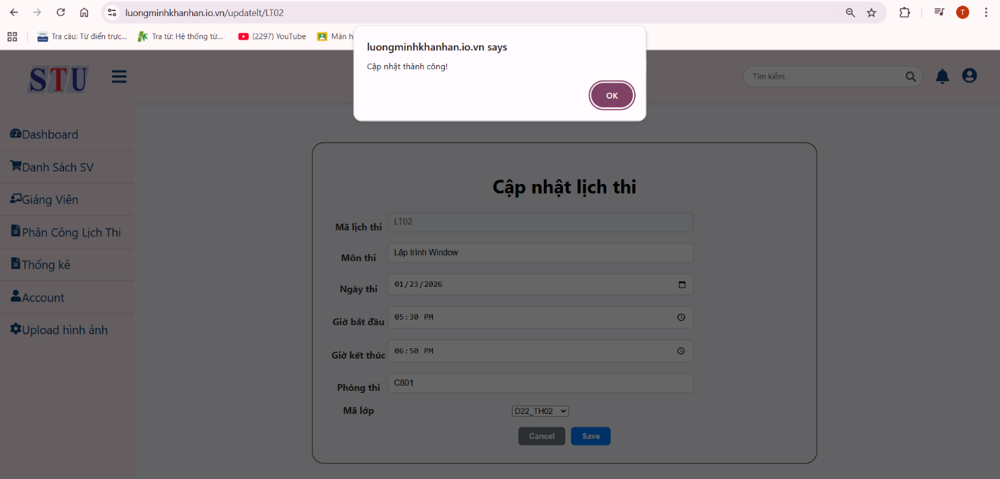 luongminhkhanhan.io.vn/updatelt/LT02
T
Tra câu: Từ điển trực...
Tra từ: Hệ thống từ...
(2297) YouTube
Màn h
luongminhkhanhan.io.vn says
Cập nhật thành công!
OK
STU
Tìm kiếm...
Dashboard
Danh Sách SV
Giảng Viên
Phân Công Lịch Thi
Thống kê
Account
Upload hình ảnh
Cập nhật lịch thi
Mã lịch thi LT02
Môn thi Lập trình Window
Ngày thi 01/23/2026
Giờ bắt đầu 05:30 PM
Giờ kết thúc 06:50 PM
Phòng thi C801
Mã lớp D22_TH02
Cancel Save